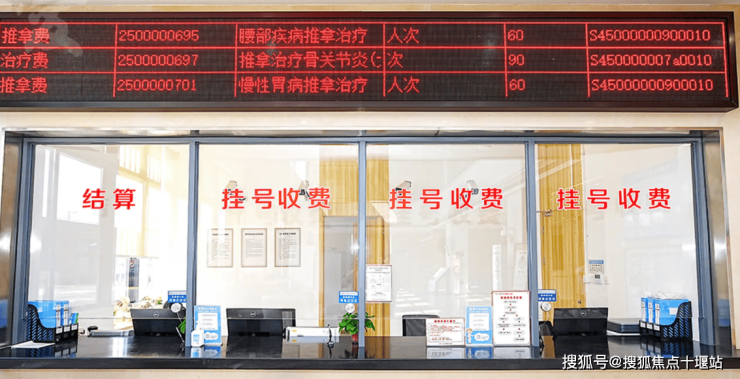 推拿费 2500000695 腰部疾病推拿治疗 人次 60 S45000000900010
治疗费 2500000697 推拿治疗骨关节炎(- 次 90 S450000007a0010
推拿费 2500000701 慢性胃病推拿治疗 人次 60 S45000000900010
结算 挂号收费 挂号收费 挂号收费
搜狐号@搜狐焦点十堰站